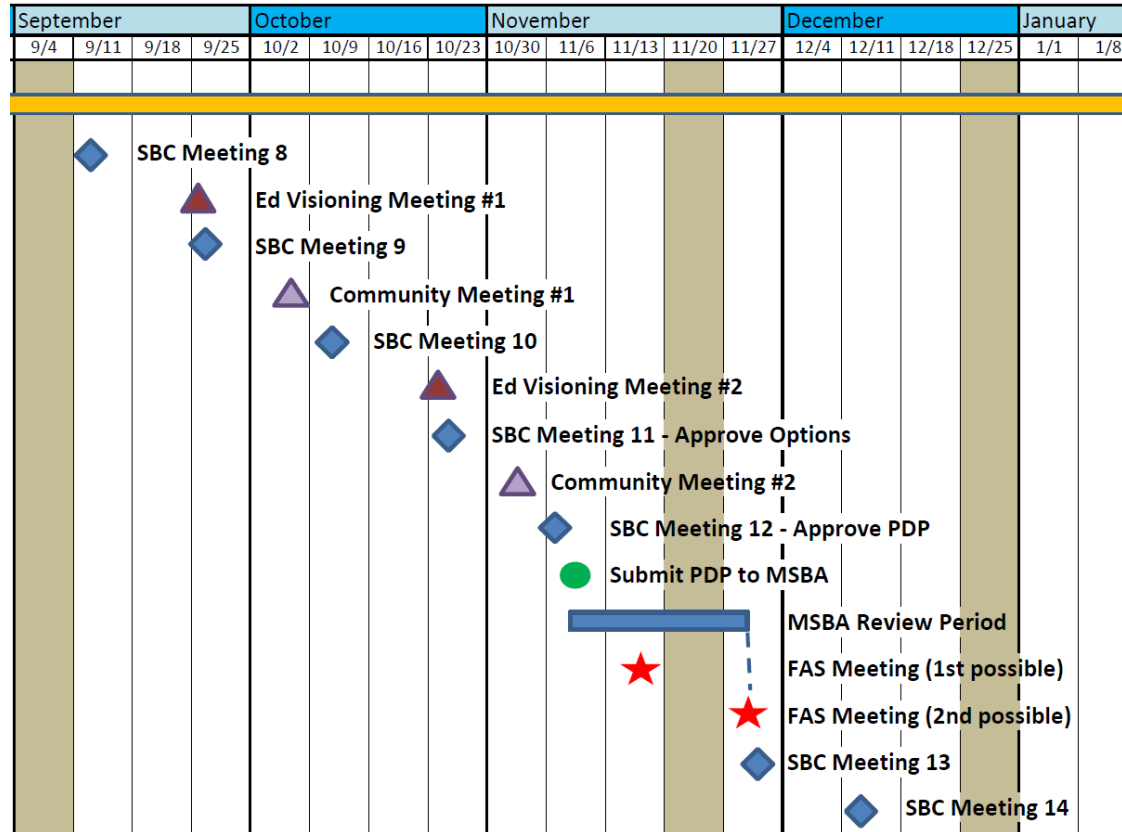 September October November December January
9/4 9/11 9/18 9/25 10/2 10/9 10/16 10/23 10/30 11/6 11/13 11/20 11/27 12/4 12/11 12/18 12/25 1/1 1/8
SBC Meeting 8
Ed Visioning Meeting #1
SBC Meeting 9
Community Meeting #1
SBC Meeting 10
Ed Visioning Meeting #2
SBC Meeting 11 - Approve Options
Community Meeting #2
SBC Meeting 12 - Approve PDP
Submit PDP to MSBA
MSBA Review Period
FAS Meeting (1st possible)
FAS Meeting (2nd possible)
SBC Meeting 13
SBC Meeting 14